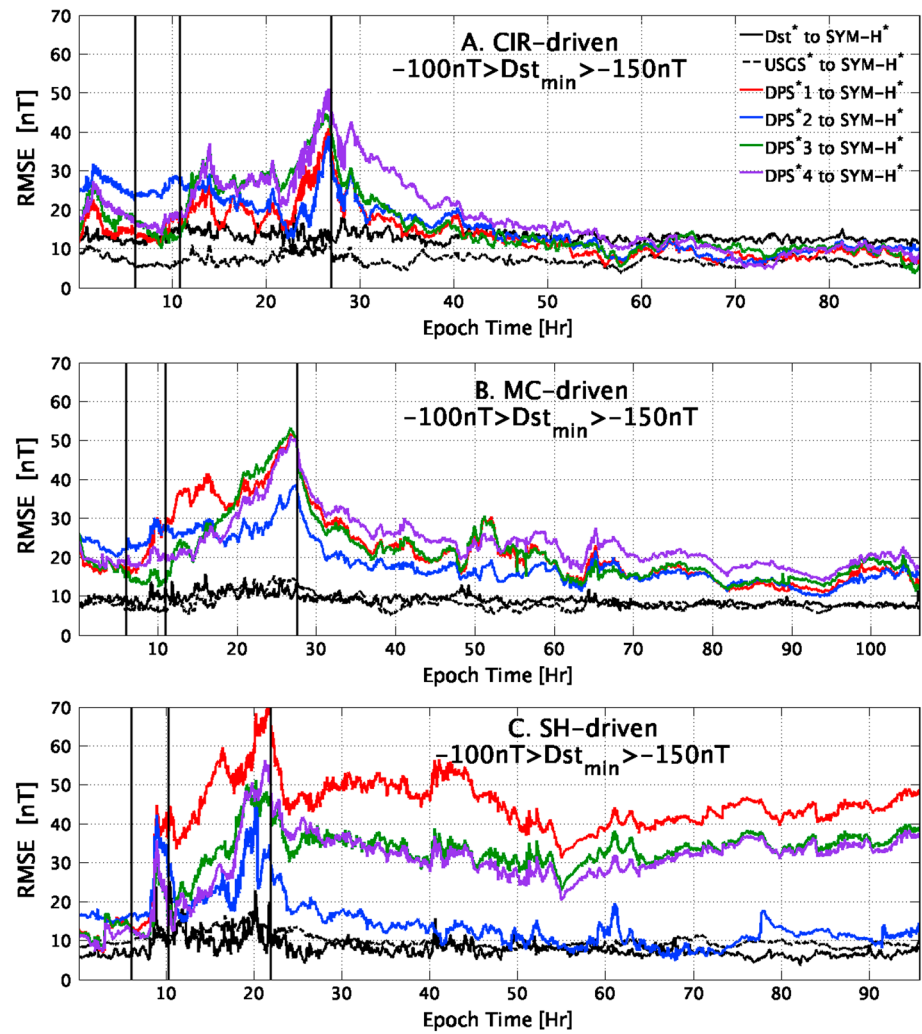 A. CIR-driven
-100nT>Dst_min>-150nT
Dst* to SYM-H*
USGS* to SYM-H*
DPS*1 to SYM-H*
DPS*2 to SYM-H*
DPS*3 to SYM-H*
DPS*4 to SYM-H*
RMSE [nT]
70
60
50
40
30
20
10
0
10 20 30 40 50 60 70 80
Epoch Time [Hr]
B. MC-driven
-100nT>Dst_min>-150nT
RMSE [nT]
70
60
50
40
30
20
10
0
10 20 30 40 50 60 70 80 90 100
Epoch Time [Hr]
C. SH-driven
-100nT>Dst_min>-150nT
RMSE [nT]
70
60
50
40
30
20
10
0
10 20 30 40 50 60 70 80 90
Epoch Time [Hr]